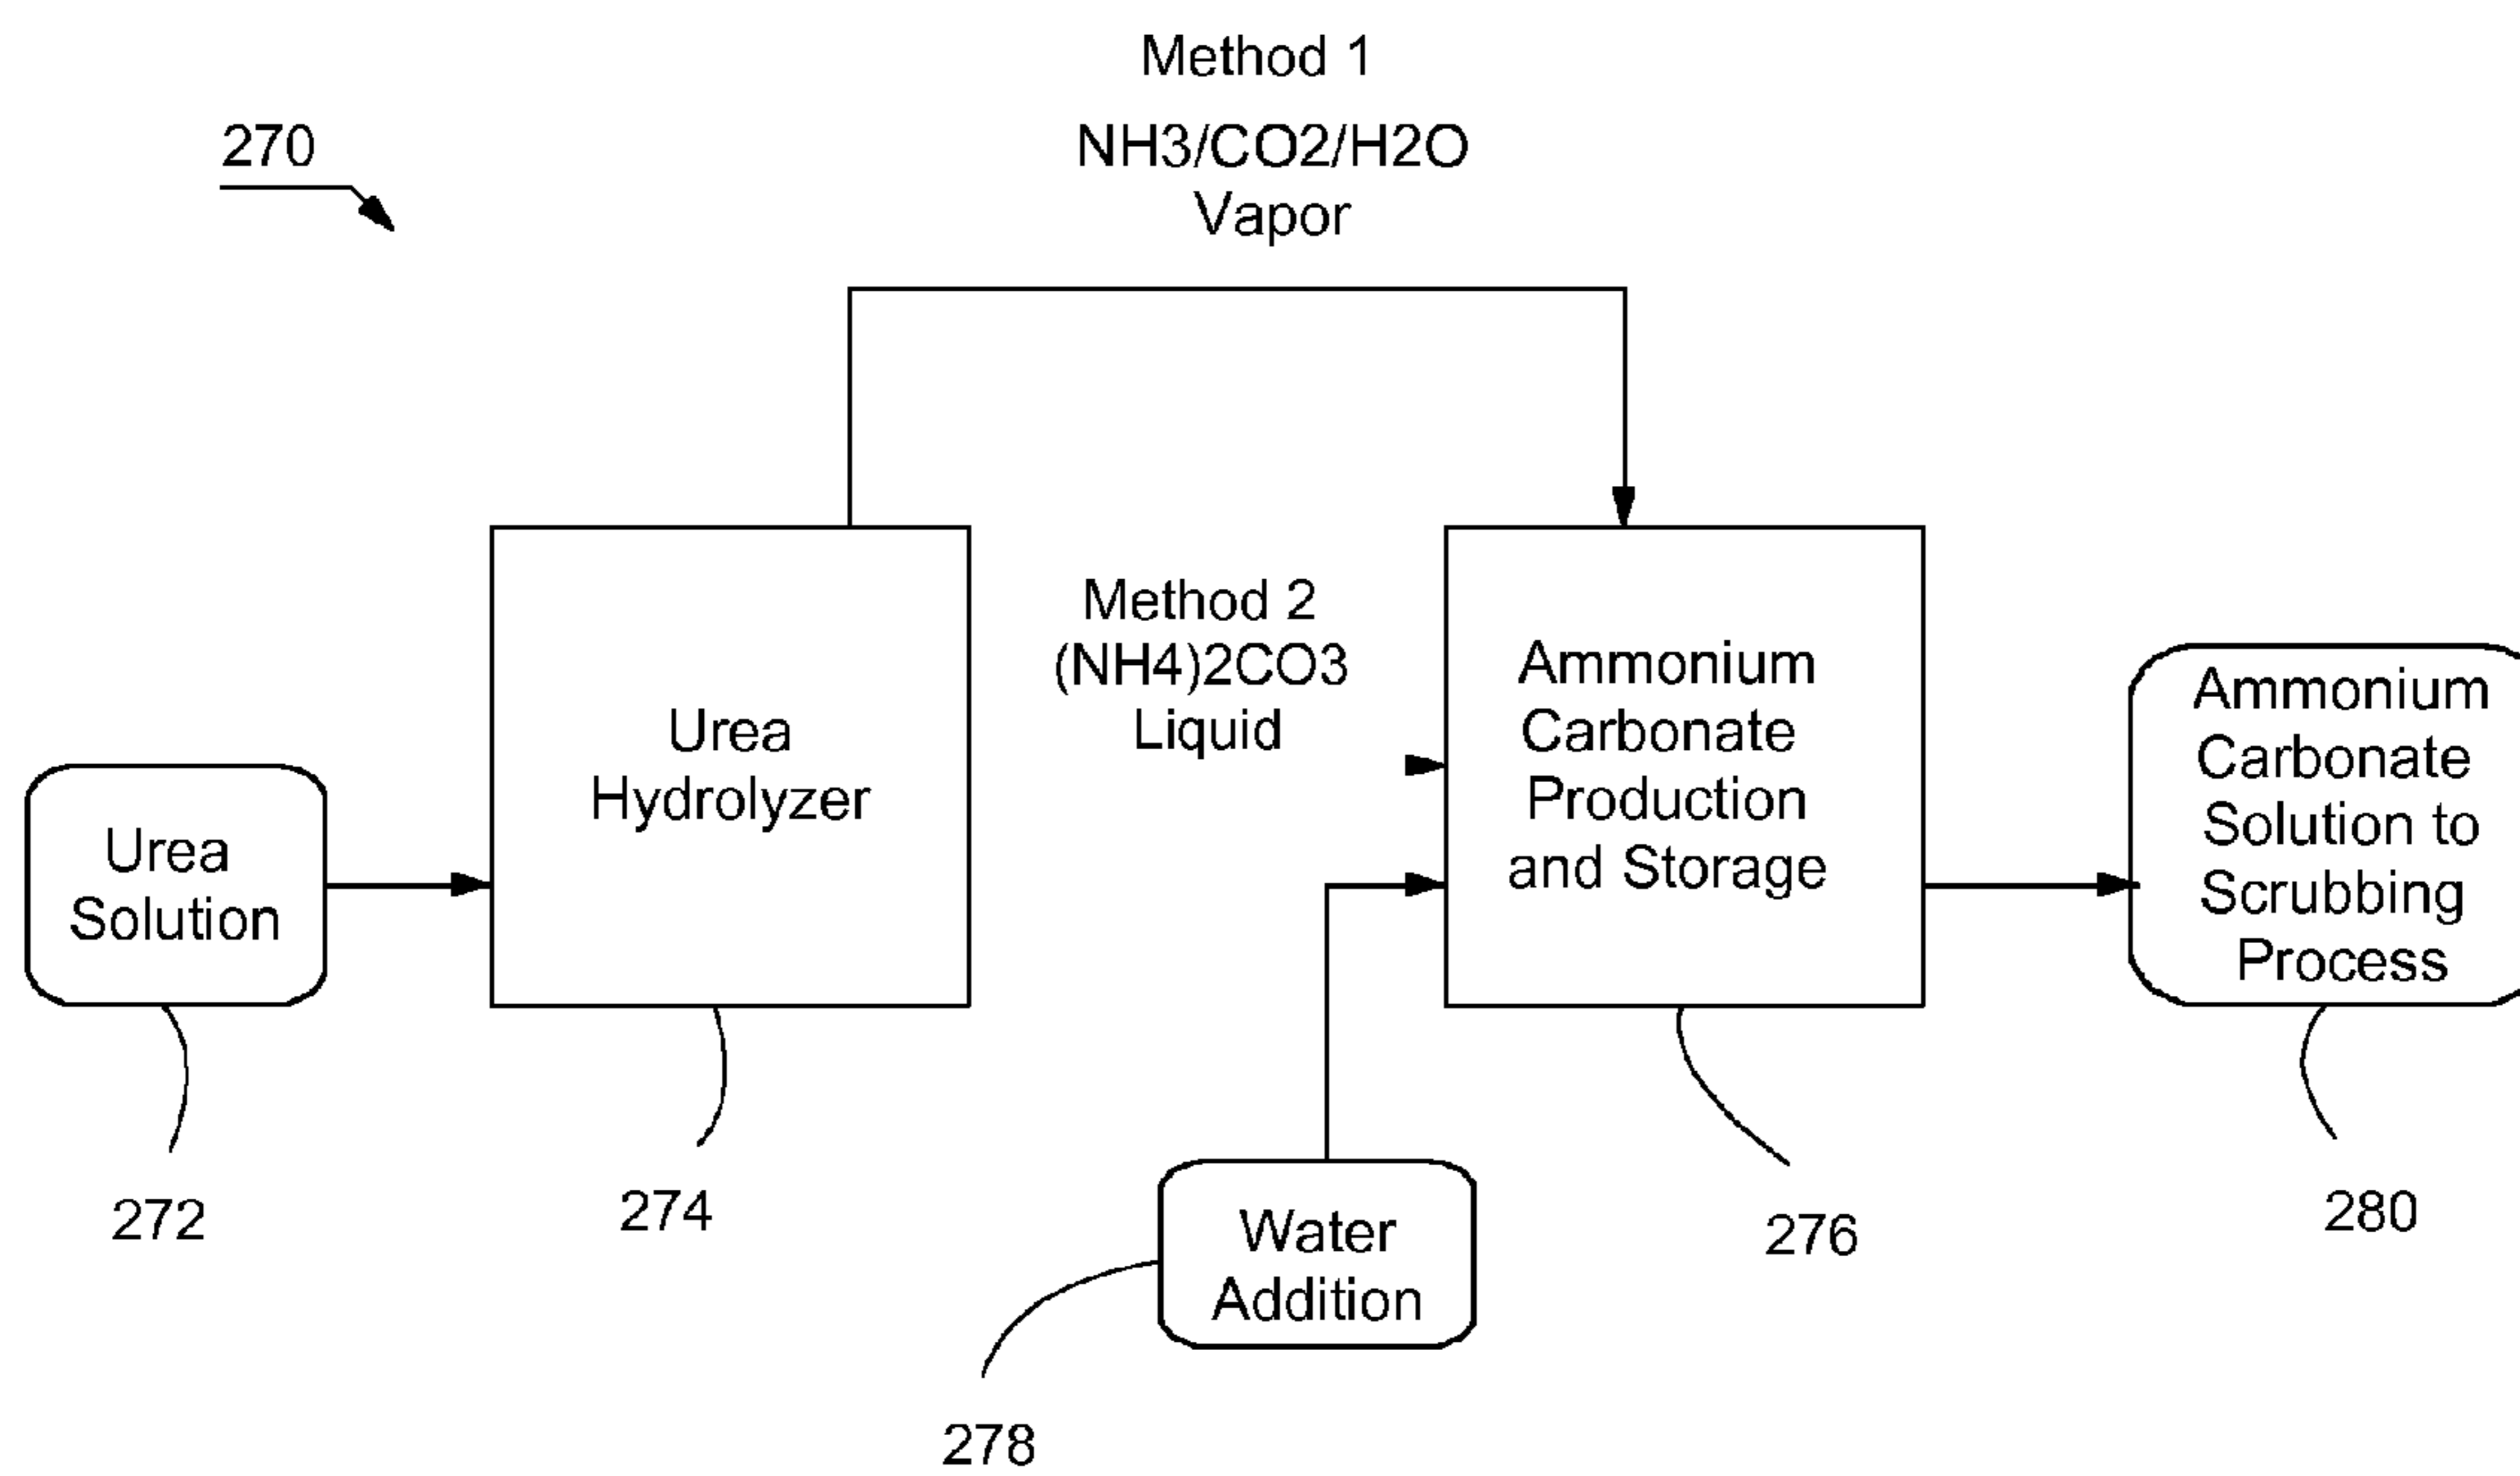 Method 1
270
NH3/CO2/H2O
Vapor
Method 2
(NH4)2CO3
Liquid
Urea
Hydrolyzer
Ammonium
Carbonate
Production
and Storage
Ammonium
Carbonate
Solution to
Scrubbing
Process
Urea
Solution
272
274
Water
Addition
276
280
278